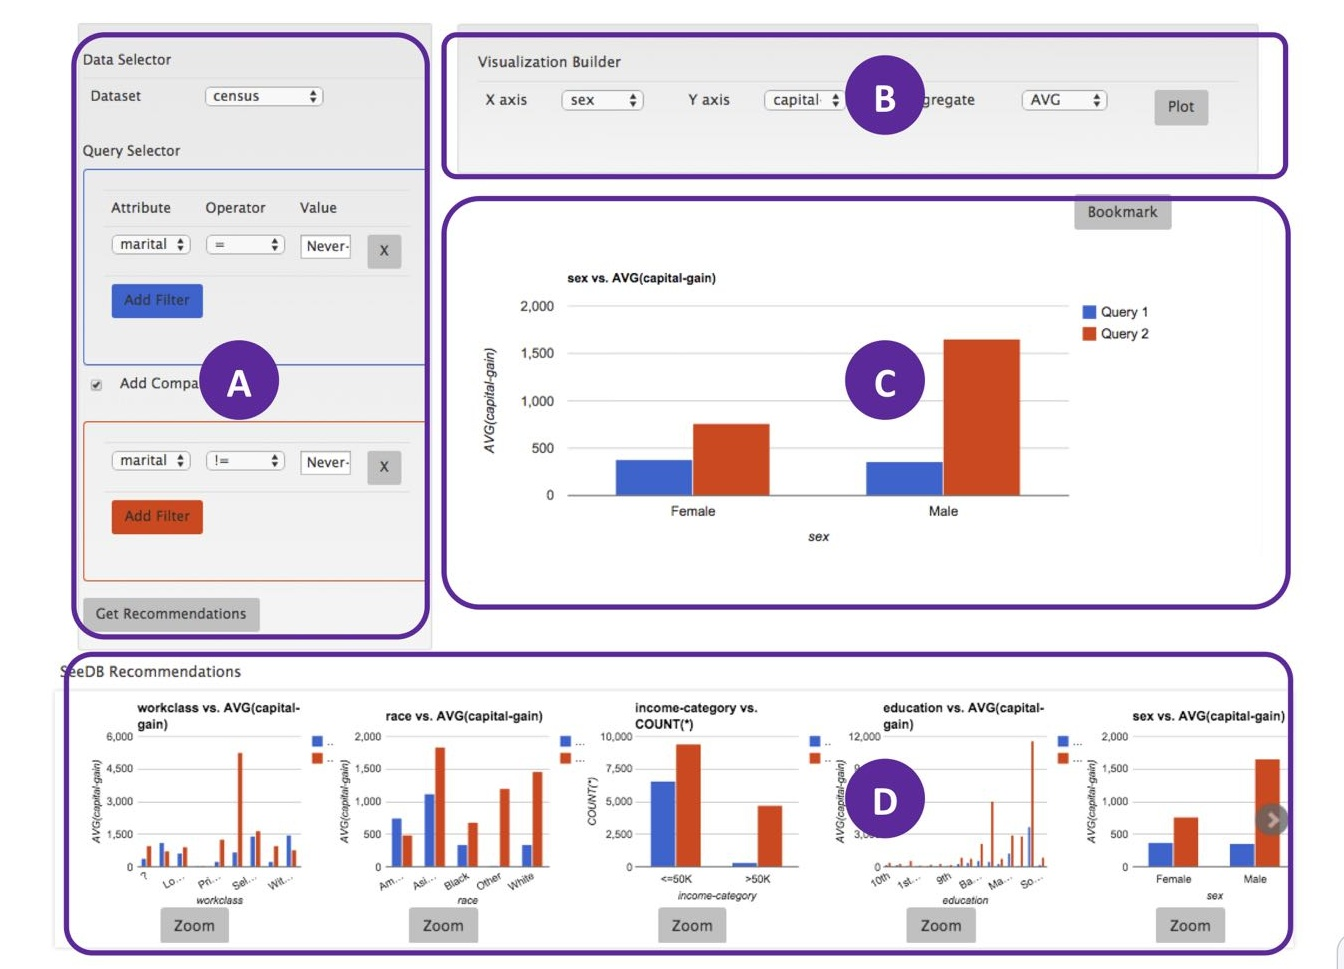 Data Selector
Dataset census
Query Selector
Attribute Operator Value
marital = Never- X
Add Filter
A
Add Compa
marital != Never- X
Add Filter
Get Recommendations
Visualization Builder
X axis sex Y axis capital- B gregate AVG Plot
Bookmark
sex vs. AVG(capital-gain)
AVG(capital-gain)
2,000
1,500
1,000
500
0
Female Male
sex
Query 1
Query 2
C
SeeDB Recommendations
workclass vs. AVG(capital-
gain)
AVG(capital-gain)
6,000
4,500
3,000
1,500
0
? Lo... Pri... Sel... Wit...
workclass
..
..
Zoom
race vs. AVG(capital-gain)
AVG(capital-gain)
2,000
1,500
1,000
500
0
Am... Asi... Black Other White
race
...
...
Zoom
income-category vs.
COUNT(*)
COUNT(*)
10,000
7,500
5,000
2,500
0
<=50K >50K
income-category
..
..
Zoom
education vs. AVG(capital-
gain)
AVG(capital-gain)
12,000
9
3,0
0
10th 1st... 9th Ba... Ma... So...
education
...
...
D
Zoom
sex vs. AVG(capital-gain)
AVG(capital-gain)
2,000
1,500
1,000
500
0
Female Male
sex
Zoom